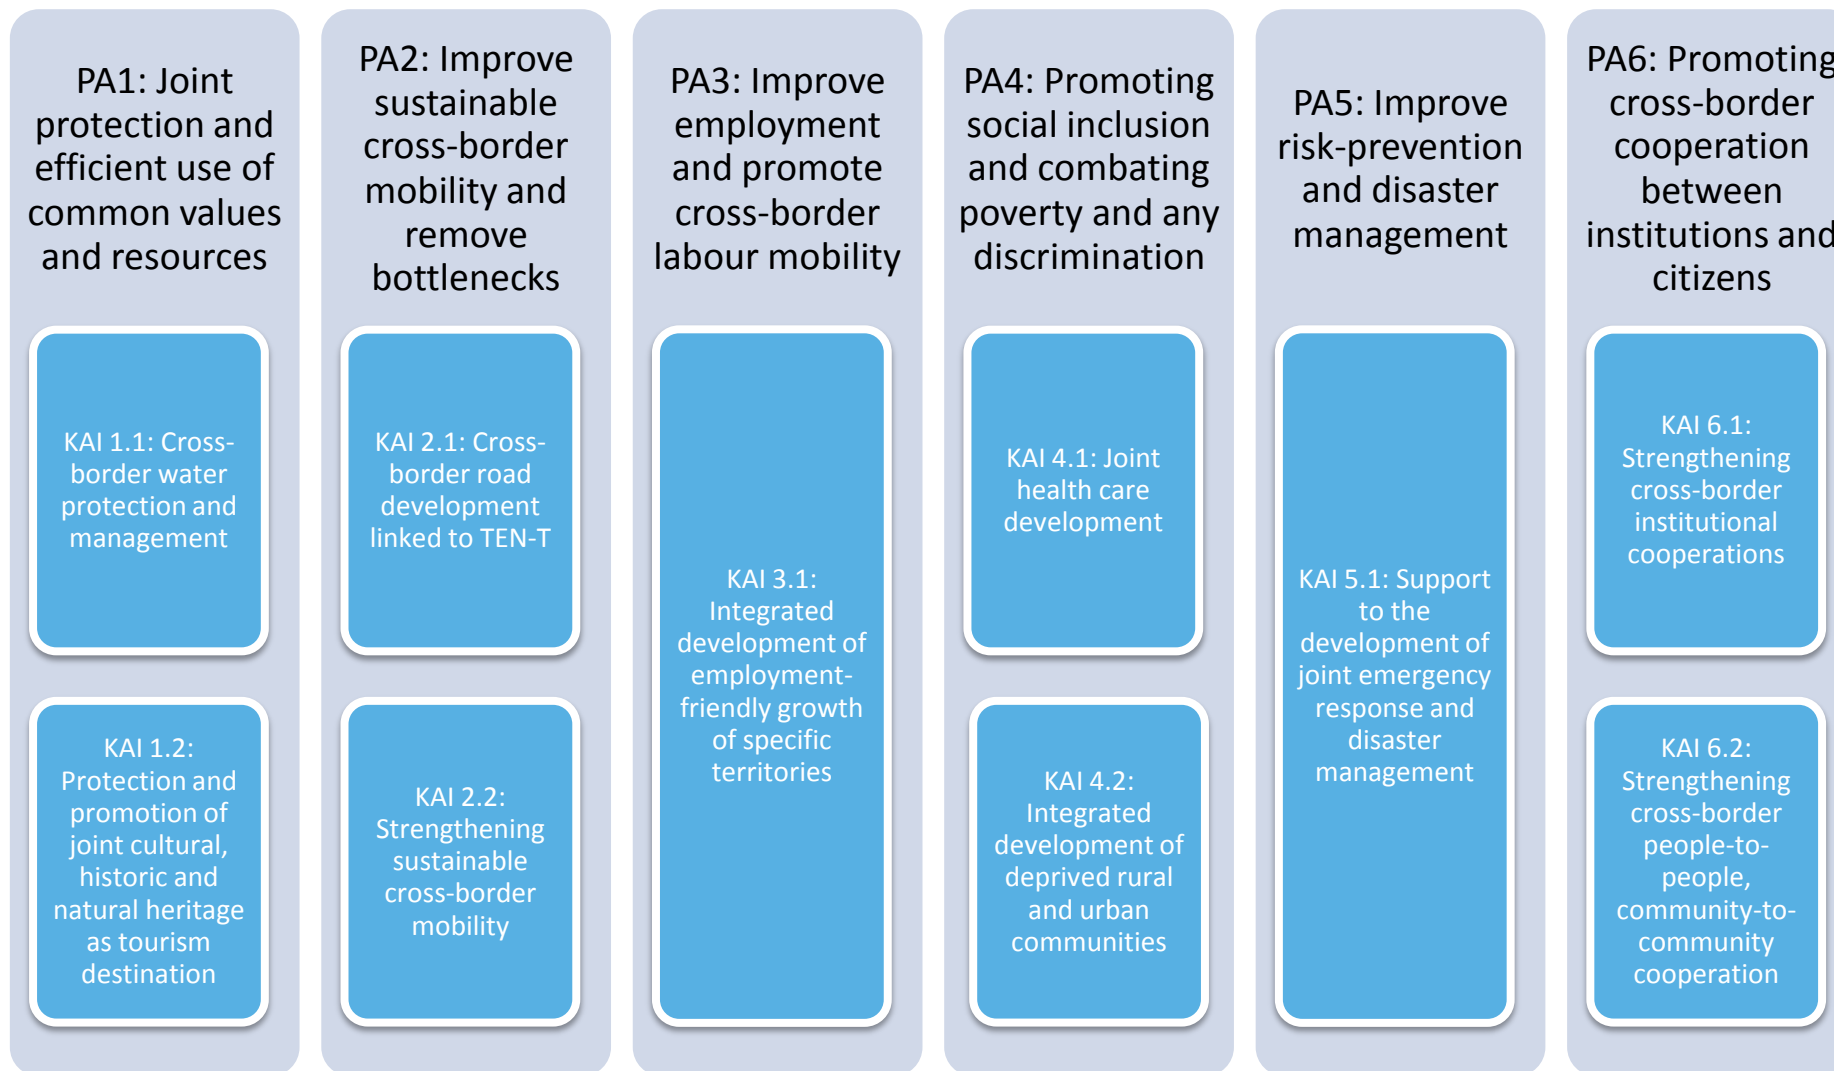 PA1: Joint
protection and
efficient use of
common values
and resources
KAI 1.1: Cross-
border water
protection and
management
KAI 1.2:
Protection and
promotion of
joint cultural,
historic and
natural heritage
as tourism
destination
PA2: Improve
sustainable
cross-border
mobility and
remove
bottlenecks
KAI 2.1: Cross-
border road
development
linked to TEN-T
KAI 2.2:
Strengthening
sustainable
cross-border
mobility
PA3: Improve
employment
and promote
cross-border
labour mobility
KAI 3.1:
Integrated
development of
employment-
friendly growth
of specific
territories
PA4: Promoting
social inclusion
and combating
poverty and any
discrimination
KAI 4.1: Joint
health care
development
KAI 4.2:
Integrated
development of
deprived rural
and urban
communities
PA5: Improve
risk-prevention
and disaster
management
KAI 5.1: Support
to the
development of
joint emergency
response and
disaster
management
PA6: Promoting
cross-border
cooperation
between
institutions and
citizens
KAI 6.1:
Strengthening
cross-border
institutional
cooperations
KAI 6.2:
Strengthening
cross-border
people-to-
people,
community-to-
community
cooperation